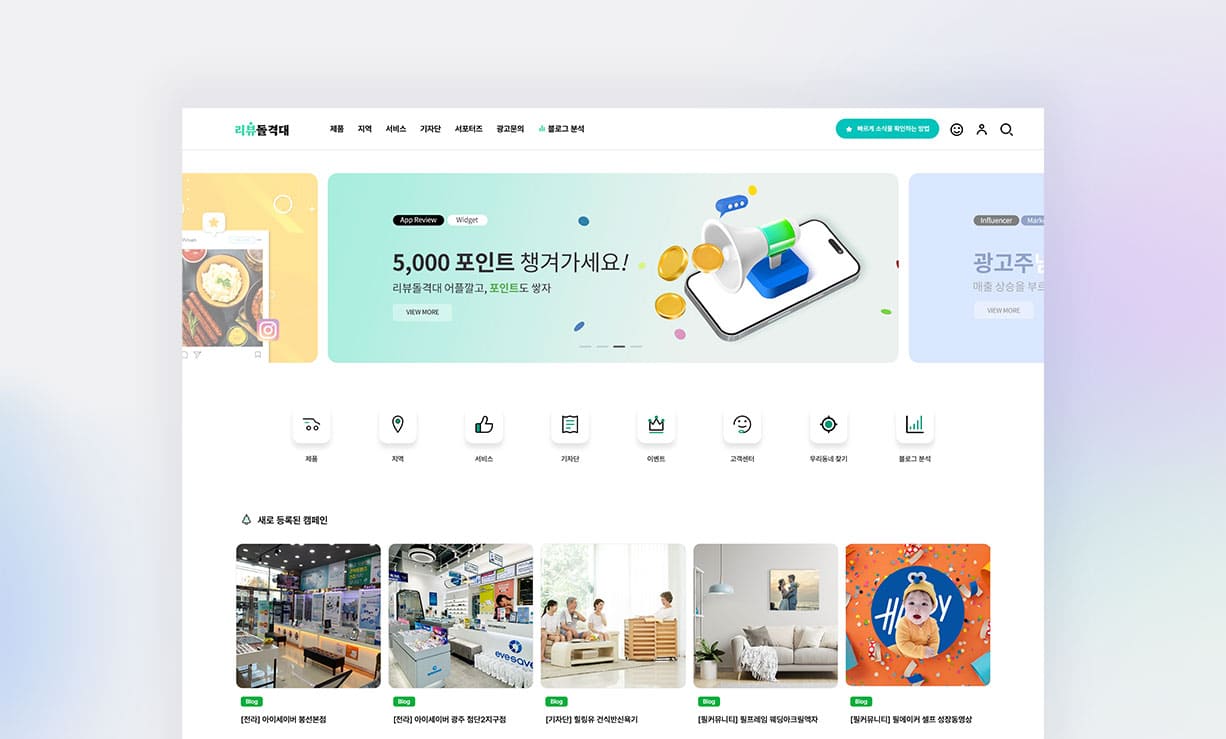 리뷰돌격대
제품 지역 서비스 기자단 서포터즈 광고문의 블로그 분석
빠르게 소식을 확인하는 방법
App Review Widget
5,000 포인트 챙겨가세요!
리뷰돌격대 어플깔고, 포인트도 쌓자
VIEW MORE
Influencer
광고주
매출 상승을 부르
VIEW MORE
제품 지역 서비스 기자단 이벤트 고객센터 우리동네 찾기 블로그 분석
새로 등록된 캠페인
evesave
H PY
Blog Blog Blog Blog Blog
[전라] 아이세이버 봉선본점
[전라] 아이세이버 광주 첨단2지구점
[기자단] 힐링유 건식반신욕기
[필커뮤니티] 필프레임 웨딩아크릴액자
[필커뮤니티] 필메이커 셀프 성장동영상